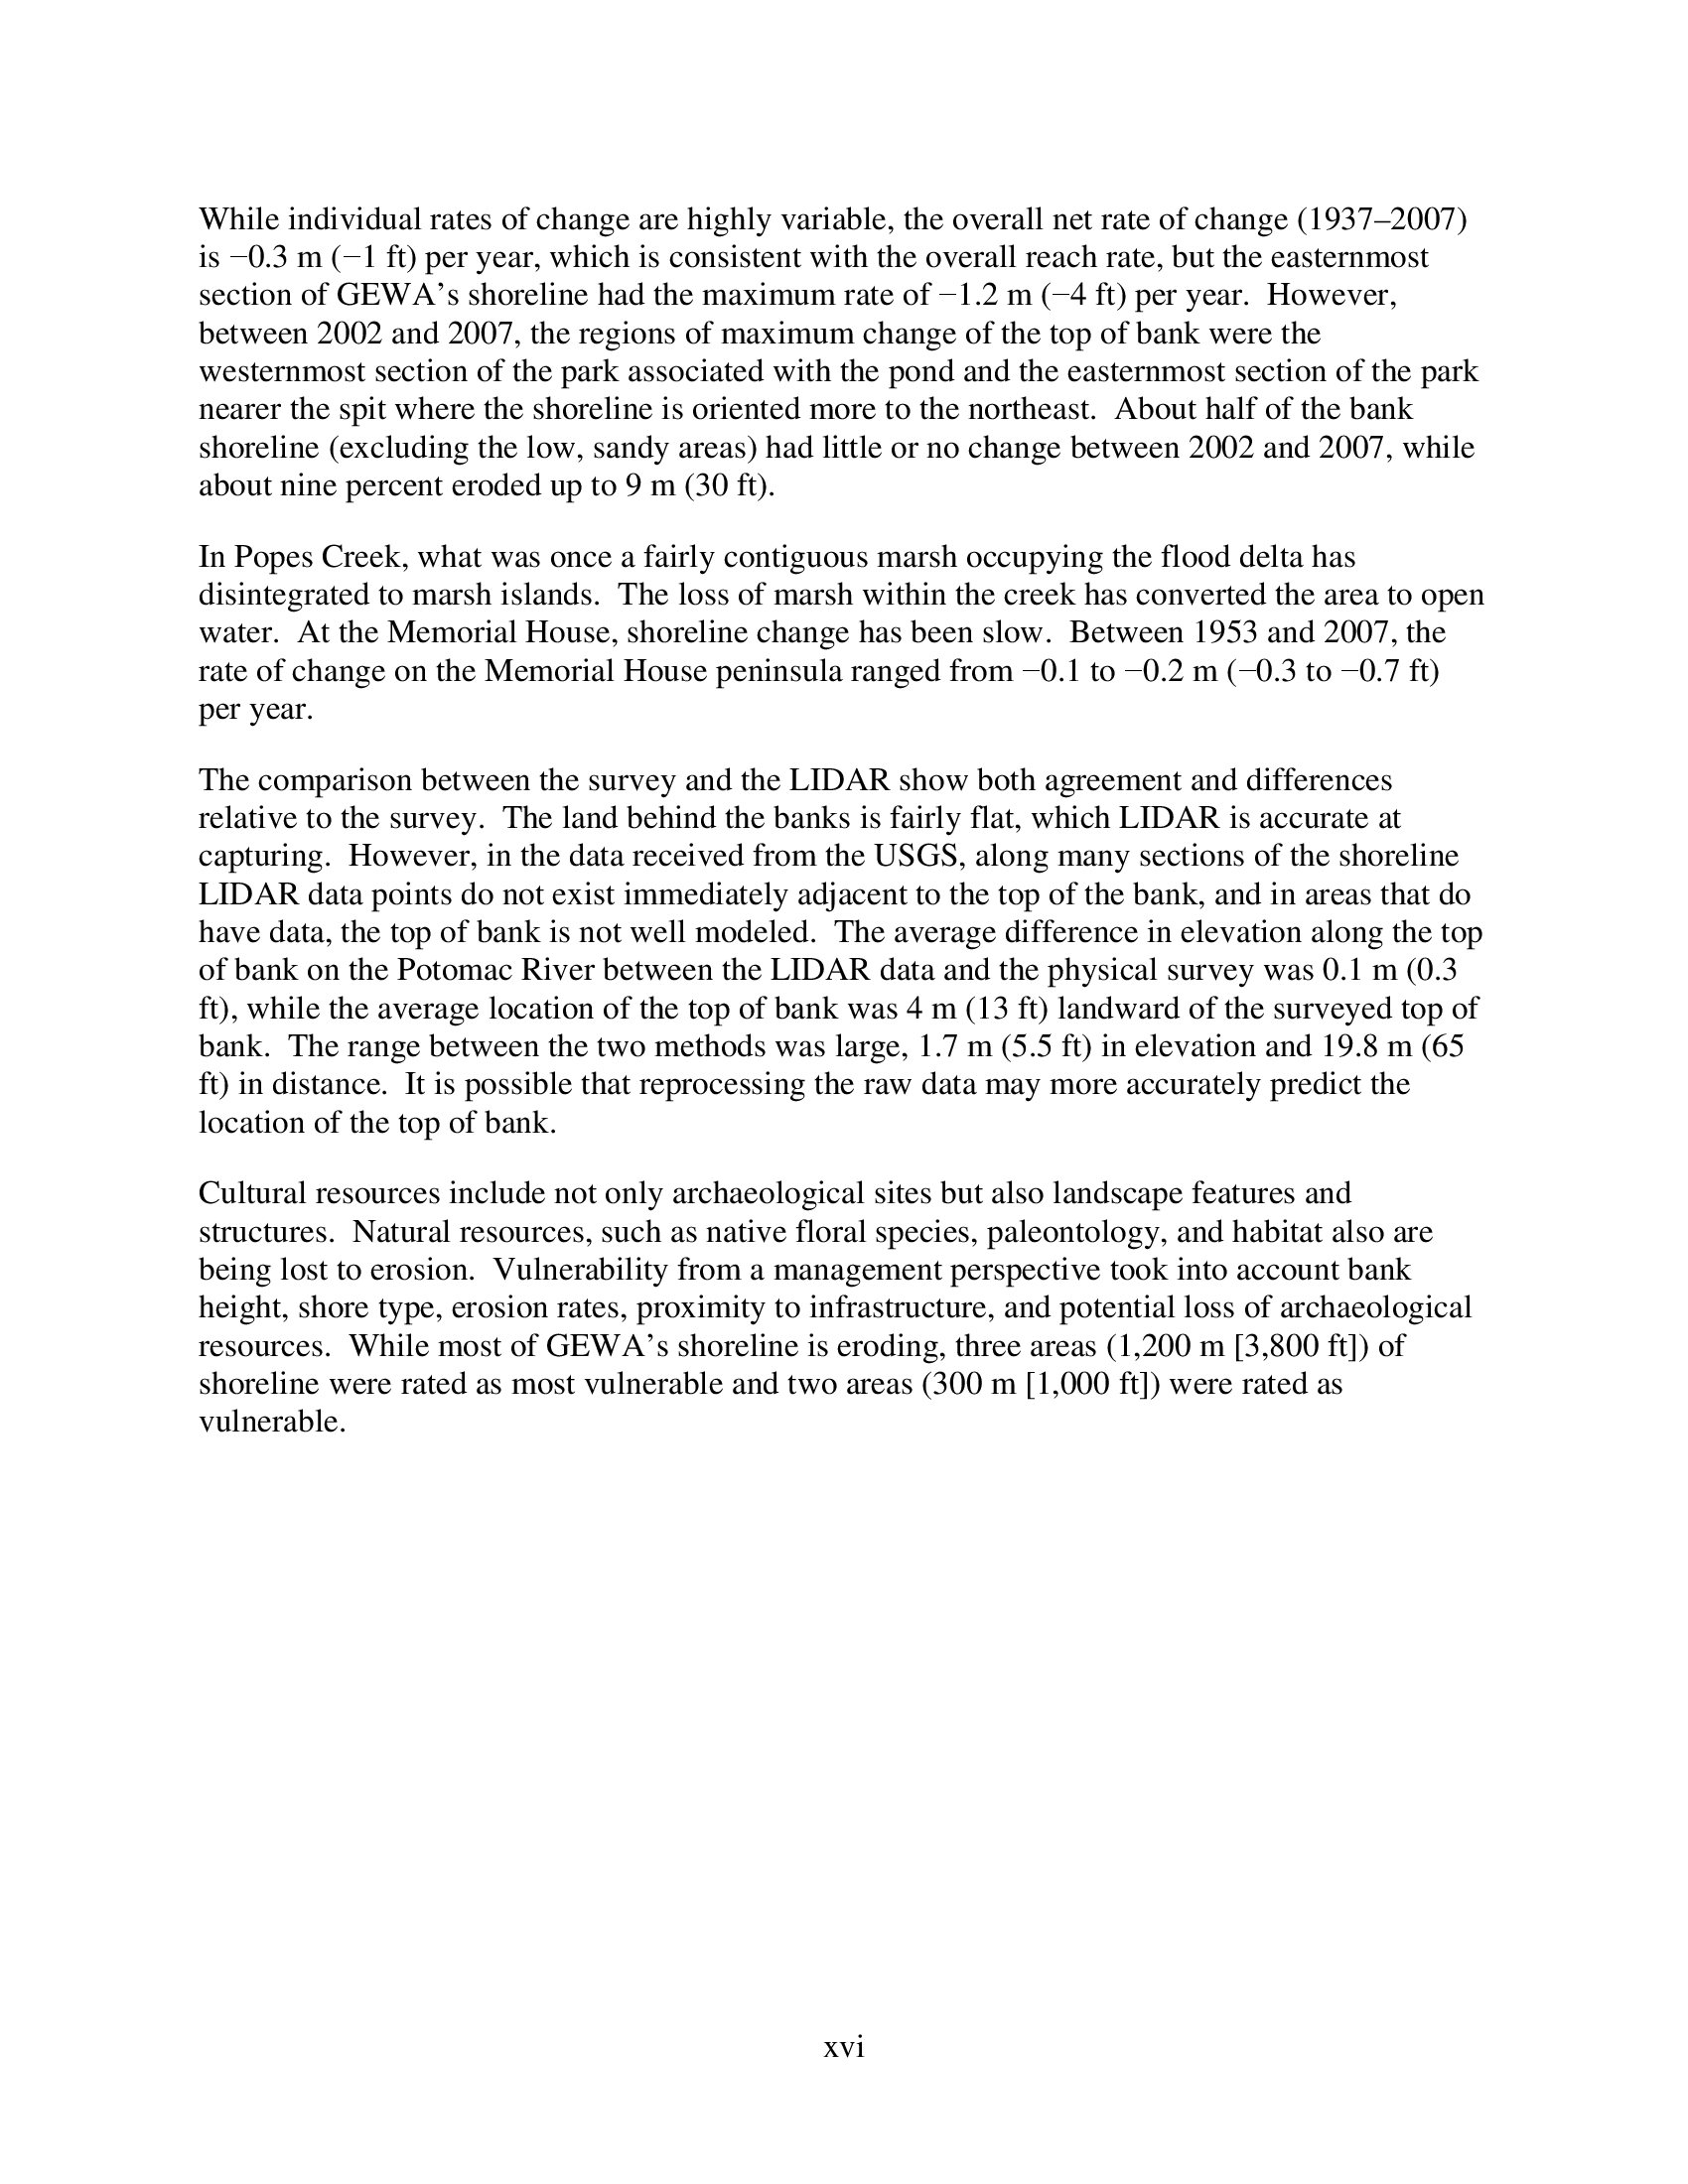 While individual rates of change are highly variable, the overall net rate of change (1937–2007)
is −0.3 m (−1 ft) per year, which is consistent with the overall reach rate, but the easternmost
section of GEWA’s shoreline had the maximum rate of −1.2 m (−4 ft) per year.  However,
between 2002 and 2007, the regions of maximum change of the top of bank were the
westernmost section of the park associated with the pond and the easternmost section of the park
nearer the spit where the shoreline is oriented more to the northeast.  About half of the bank
shoreline (excluding the low, sandy areas) had little or no change between 2002 and 2007, while
about nine percent eroded up to 9 m (30 ft).
In Popes Creek, what was once a fairly contiguous marsh occupying the flood delta has
disintegrated to marsh islands.  The loss of marsh within the creek has converted the area to open
water.  At the Memorial House, shoreline change has been slow.  Between 1953 and 2007, the
rate of change on the Memorial House peninsula ranged from −0.1 to −0.2 m (−0.3 to −0.7 ft)
per year.
The comparison between the survey and the LIDAR show both agreement and differences
relative to the survey.  The land behind the banks is fairly flat, which LIDAR is accurate at
capturing.  However, in the data received from the USGS, along many sections of the shoreline
LIDAR data points do not exist immediately adjacent to the top of the bank, and in areas that do
have data, the top of bank is not well modeled.  The average difference in elevation along the top
of bank on the Potomac River between the LIDAR data and the physical survey was 0.1 m (0.3
ft), while the average location of the top of bank was 4 m (13 ft) landward of the surveyed top of
bank.  The range between the two methods was large, 1.7 m (5.5 ft) in elevation and 19.8 m (65
ft) in distance.  It is possible that reprocessing the raw data may more accurately predict the
location of the top of bank.
Cultural resources include not only archaeological sites but also landscape features and
structures.  Natural resources, such as native floral species, paleontology, and habitat also are
being lost to erosion.  Vulnerability from a management perspective took into account bank
height, shore type, erosion rates, proximity to infrastructure, and potential loss of archaeological
resources.  While most of GEWA’s shoreline is eroding, three areas (1,200 m [3,800 ft]) of
shoreline were rated as most vulnerable and two areas (300 m [1,000 ft]) were rated as
vulnerable.
xvi